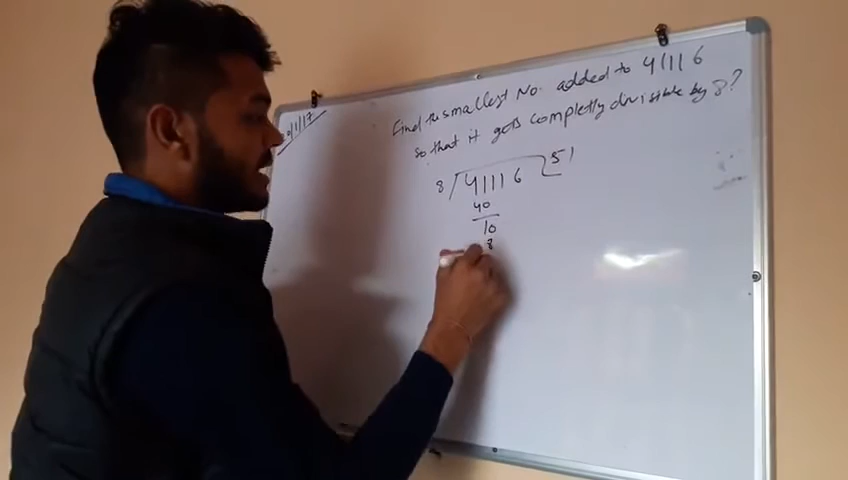 Find the smallest No. added to 41116
so that it gets completly divisible by 8?
8 41116 51
40
10
8